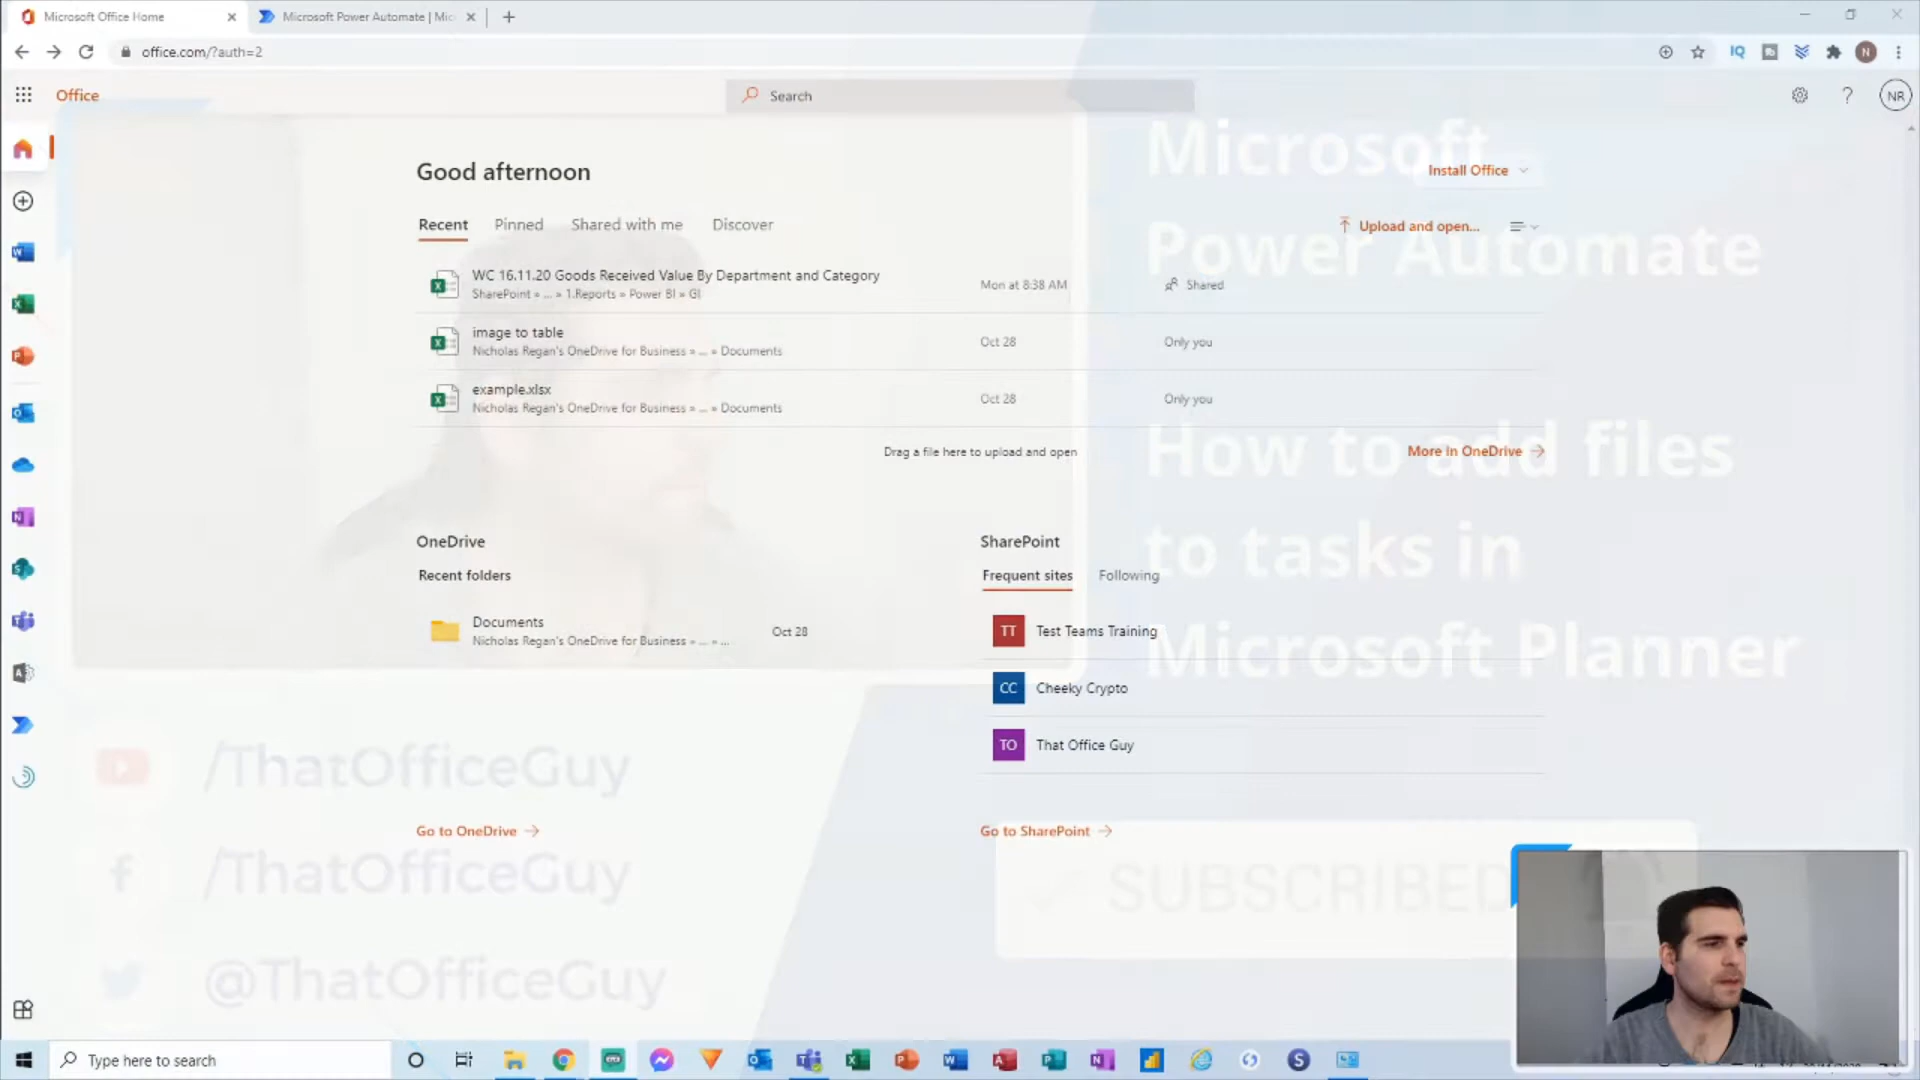 Microsoft Office Home
Microsoft Power Automate | Mic
office.com/?auth=2
IQ
N
Office
Search
NR
Good afternoon
Install Office
Recent
Pinned
Shared with me
Discover
Upload and open...
WC 16.11.20 Goods Received Value By Department and Category
SharePoint » ... » 1.Reports » Power BI » GI
Mon at 8:38 AM
Shared
image to table
Nicholas Regan's OneDrive for Business » ... » Documents
Oct 28
Only you
example.xlsx
Nicholas Regan's OneDrive for Business » ... » Documents
Oct 28
Only you
Drag a file here to upload and open
More in OneDrive
OneDrive
Recent folders
Documents
Nicholas Regan's OneDrive for Business » ... » ...
Oct 28
Go to OneDrive
SharePoint
Frequent sites
Following
TT
Test Teams Training
CC
Cheeky Crypto
TO
That Office Guy
Go to SharePoint
Microsoft
Power Automate
How to add files
to tasks in
Microsoft Planner
/ThatOfficeGuy
/ThatOfficeGuy
@ThatOfficeGuy
SUBSCRIBED
Type here to search